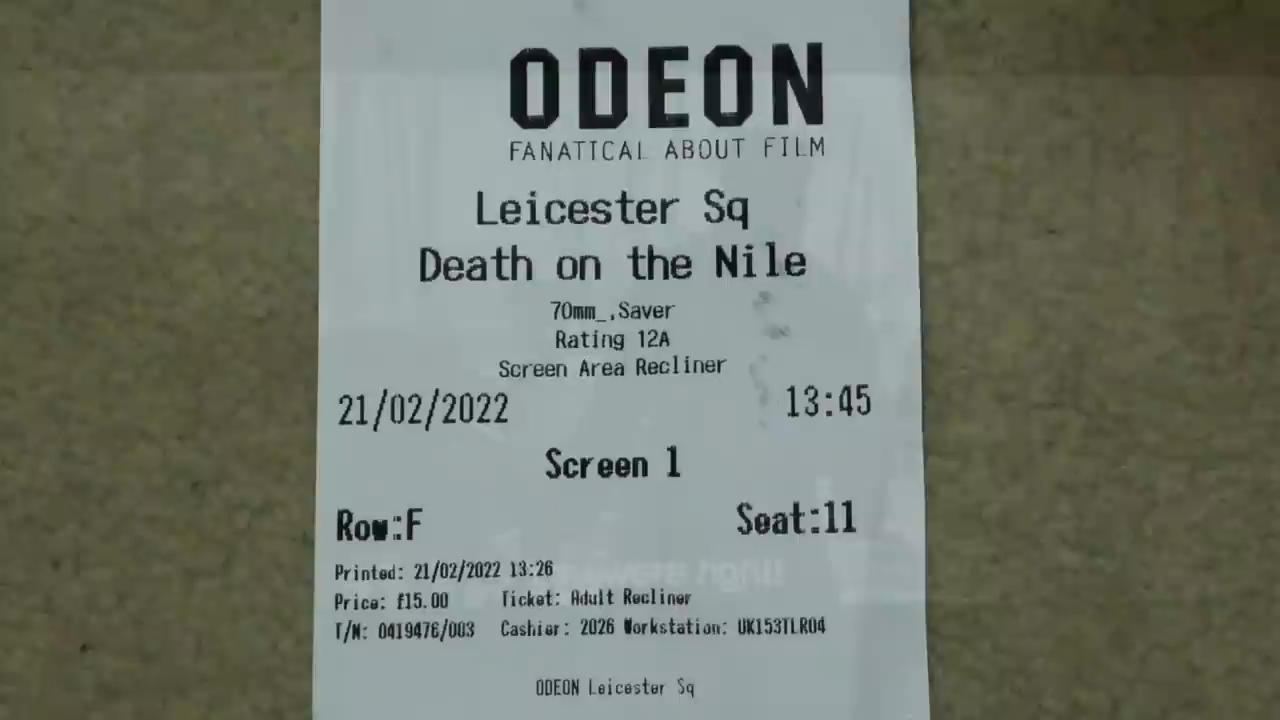 ODEON
FANATICAL ABOUT FILM
Leicester Sq
Death on the Nile
70mm_,Saver
Rating 12A
Screen Area Recliner
21/02/2022 13:45
Screen 1
Row:F Seat:11
Printed: 21/02/2022 13:26
Price: £15.00 Ticket: Adult Recliner
T/N: 0419476/003 Cashier: 2026 Workstation: UK153TLR04
ODEON Leicester Sq